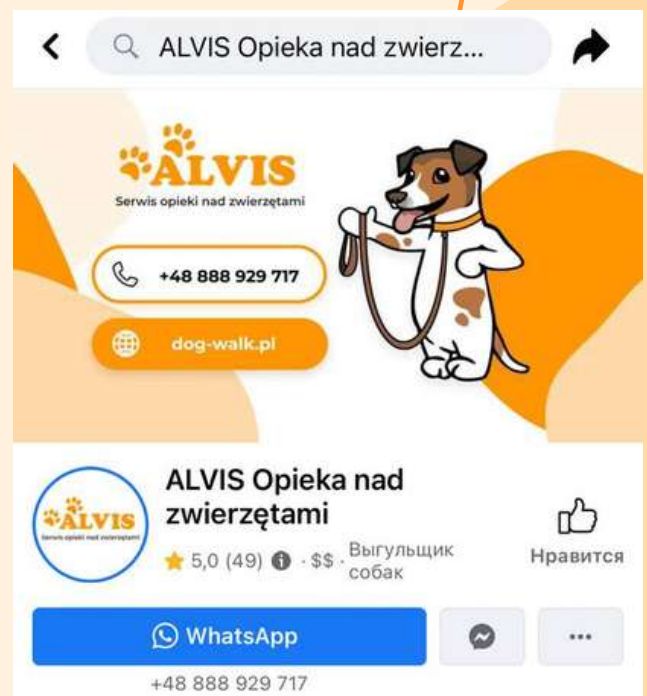 ALVIS Opieka nad zwierz...
ALVIS
Serwis opieki nad zwierzętami
+48 888 929 717
dog-walk.pl
ALVIS
Serwis opieki nad zwierzętami
ALVIS Opieka nad
zwierzętami
5,0 (49) · $$ · Выгульщик
собак
Нравится
WhatsApp
+48 888 929 717